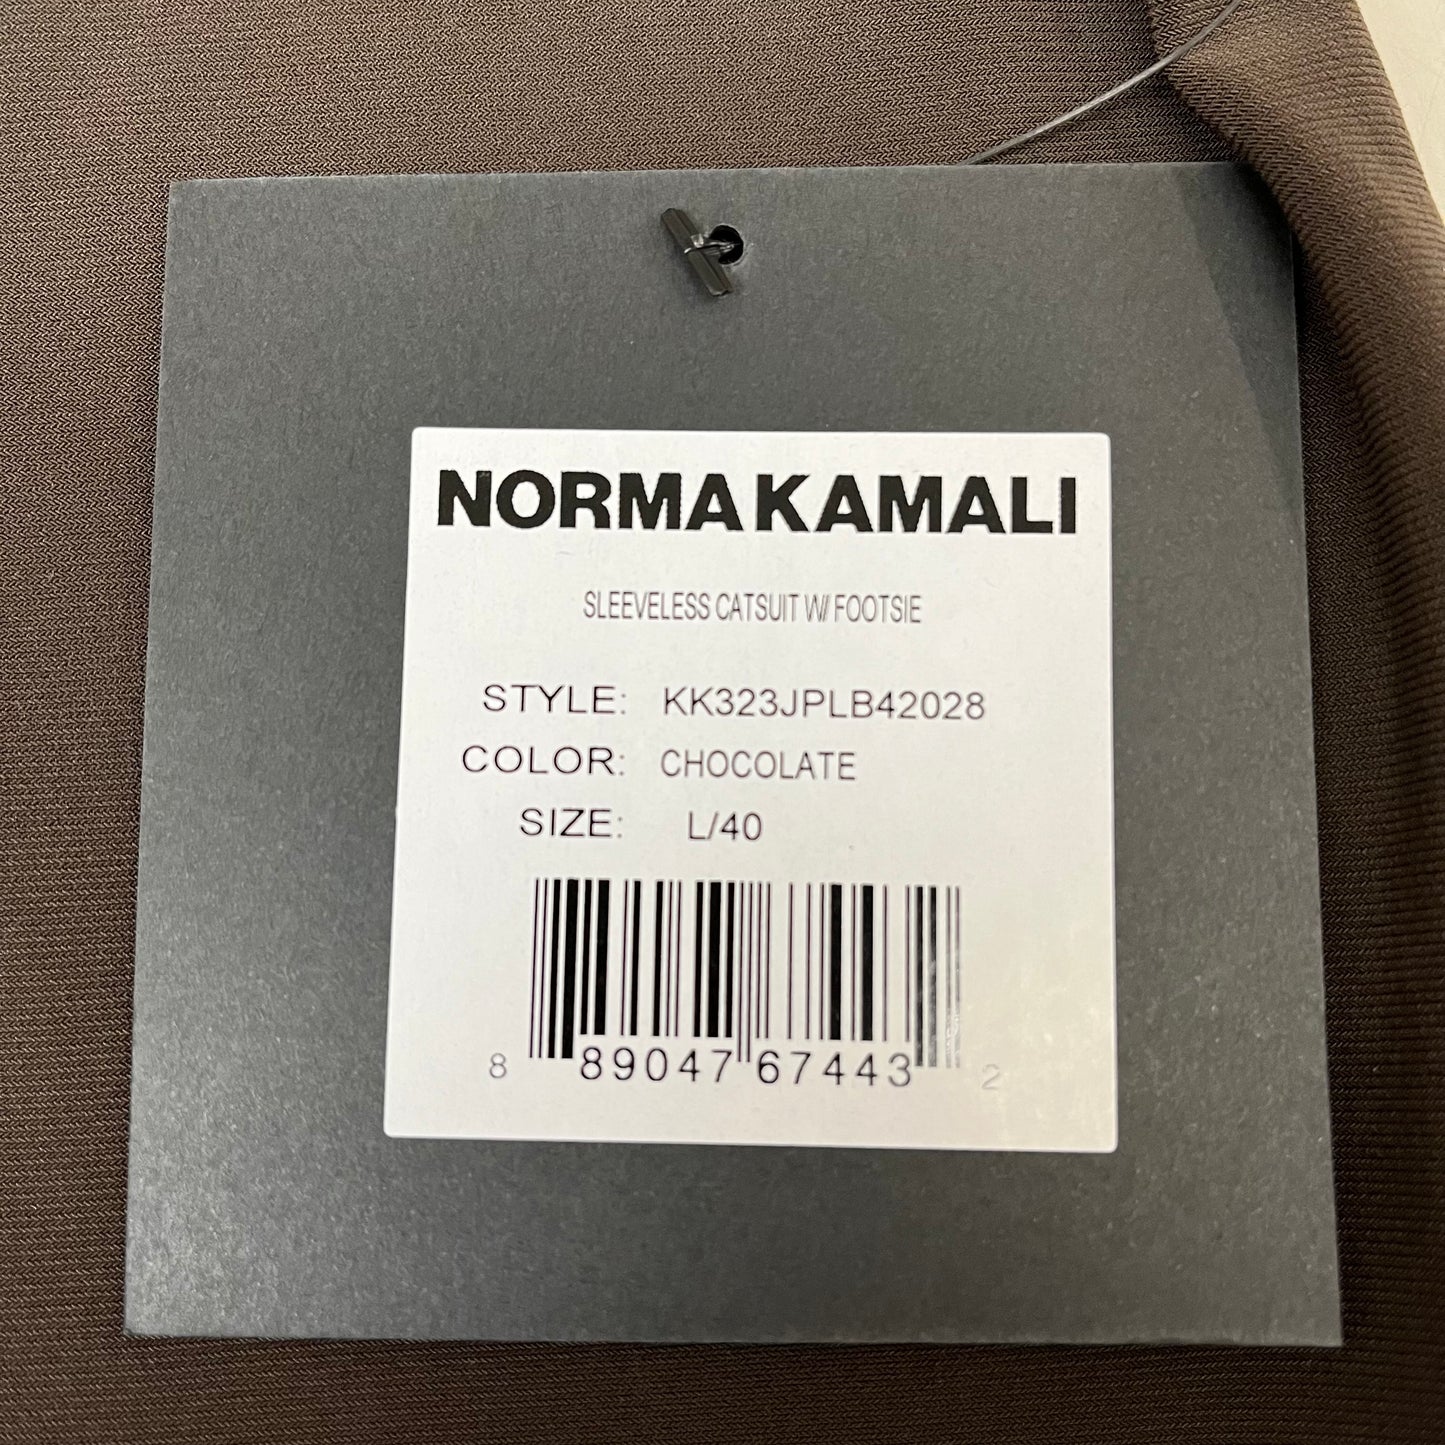 NORMA KAMALI
SLEEVELESS CATSUIT W/ FOOTSIE
STYLE: KK323JPLB42028
COLOR: CHOCOLATE
SIZE: L/40
8 89047 67443 2